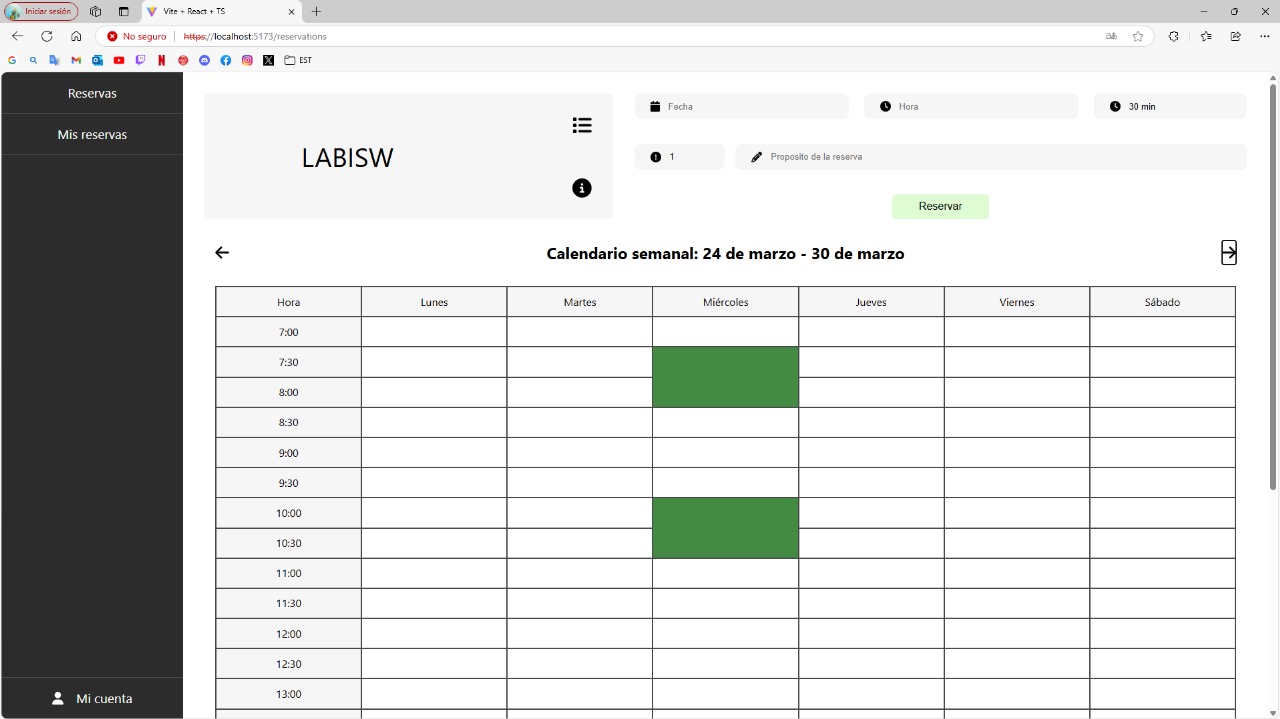 Iniciar sesión
Vite + React + TS
No seguro https://localhost:5173/reservations
EST
Reservas
Mis reservas
Mi cuenta
LABISW
Fecha
Hora
30 min
1
Proposito de la reserva
Reservar
Calendario semanal: 24 de marzo - 30 de marzo
Hora Lunes Martes Miércoles Jueves Viernes Sábado
7:00
7:30
8:00
8:30
9:00
9:30
10:00
10:30
11:00
11:30
12:00
12:30
13:00